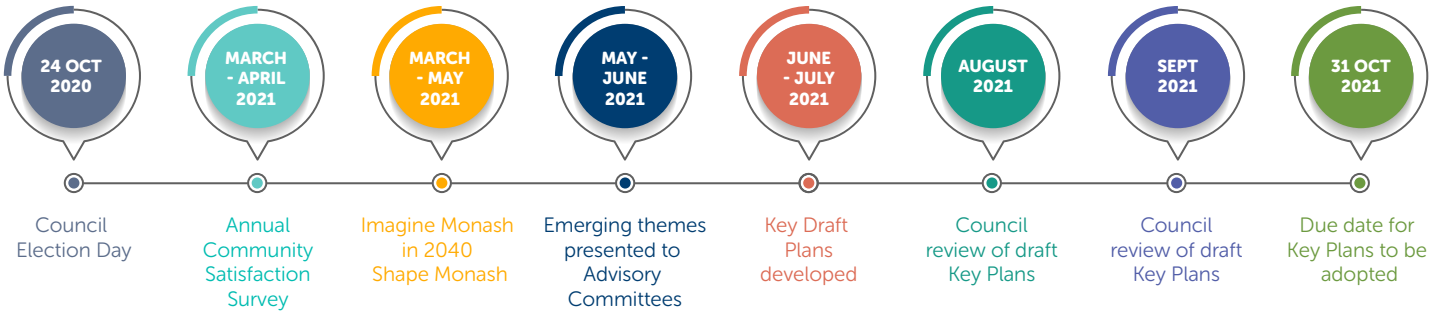 24 OCT
2020
MARCH
- APRIL
2021
MARCH
- MAY
2021
MAY -
JUNE
2021
JUNE
- JULY
2021
AUGUST
2021
SEPT
2021
31 OCT
2021
Council
Election Day
Annual
Community
Satisfaction
Survey
Imagine Monash
in 2040
Shape Monash
Emerging themes
presented to
Advisory
Committees
Key Draft
Plans
developed
Council
review of draft
Key Plans
Council
review of draft
Key Plans
Due date for
Key Plans to be
adopted